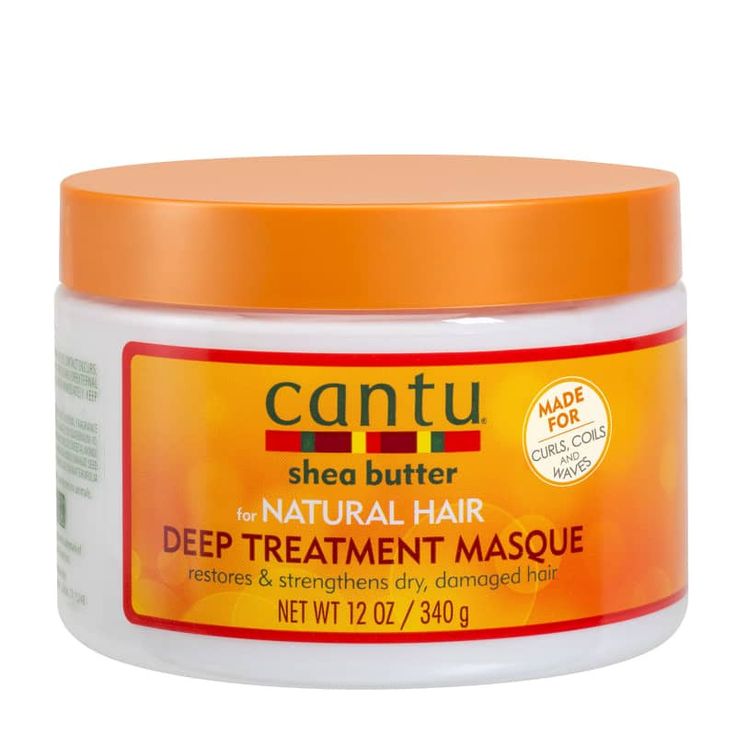 cantu®
shea butter
for NATURAL HAIR
DEEP TREATMENT MASQUE
restores & strengthens dry, damaged hair
NET WT 12 OZ / 340 g
MADE
FOR
CURLS, COILS
AND
WAVES